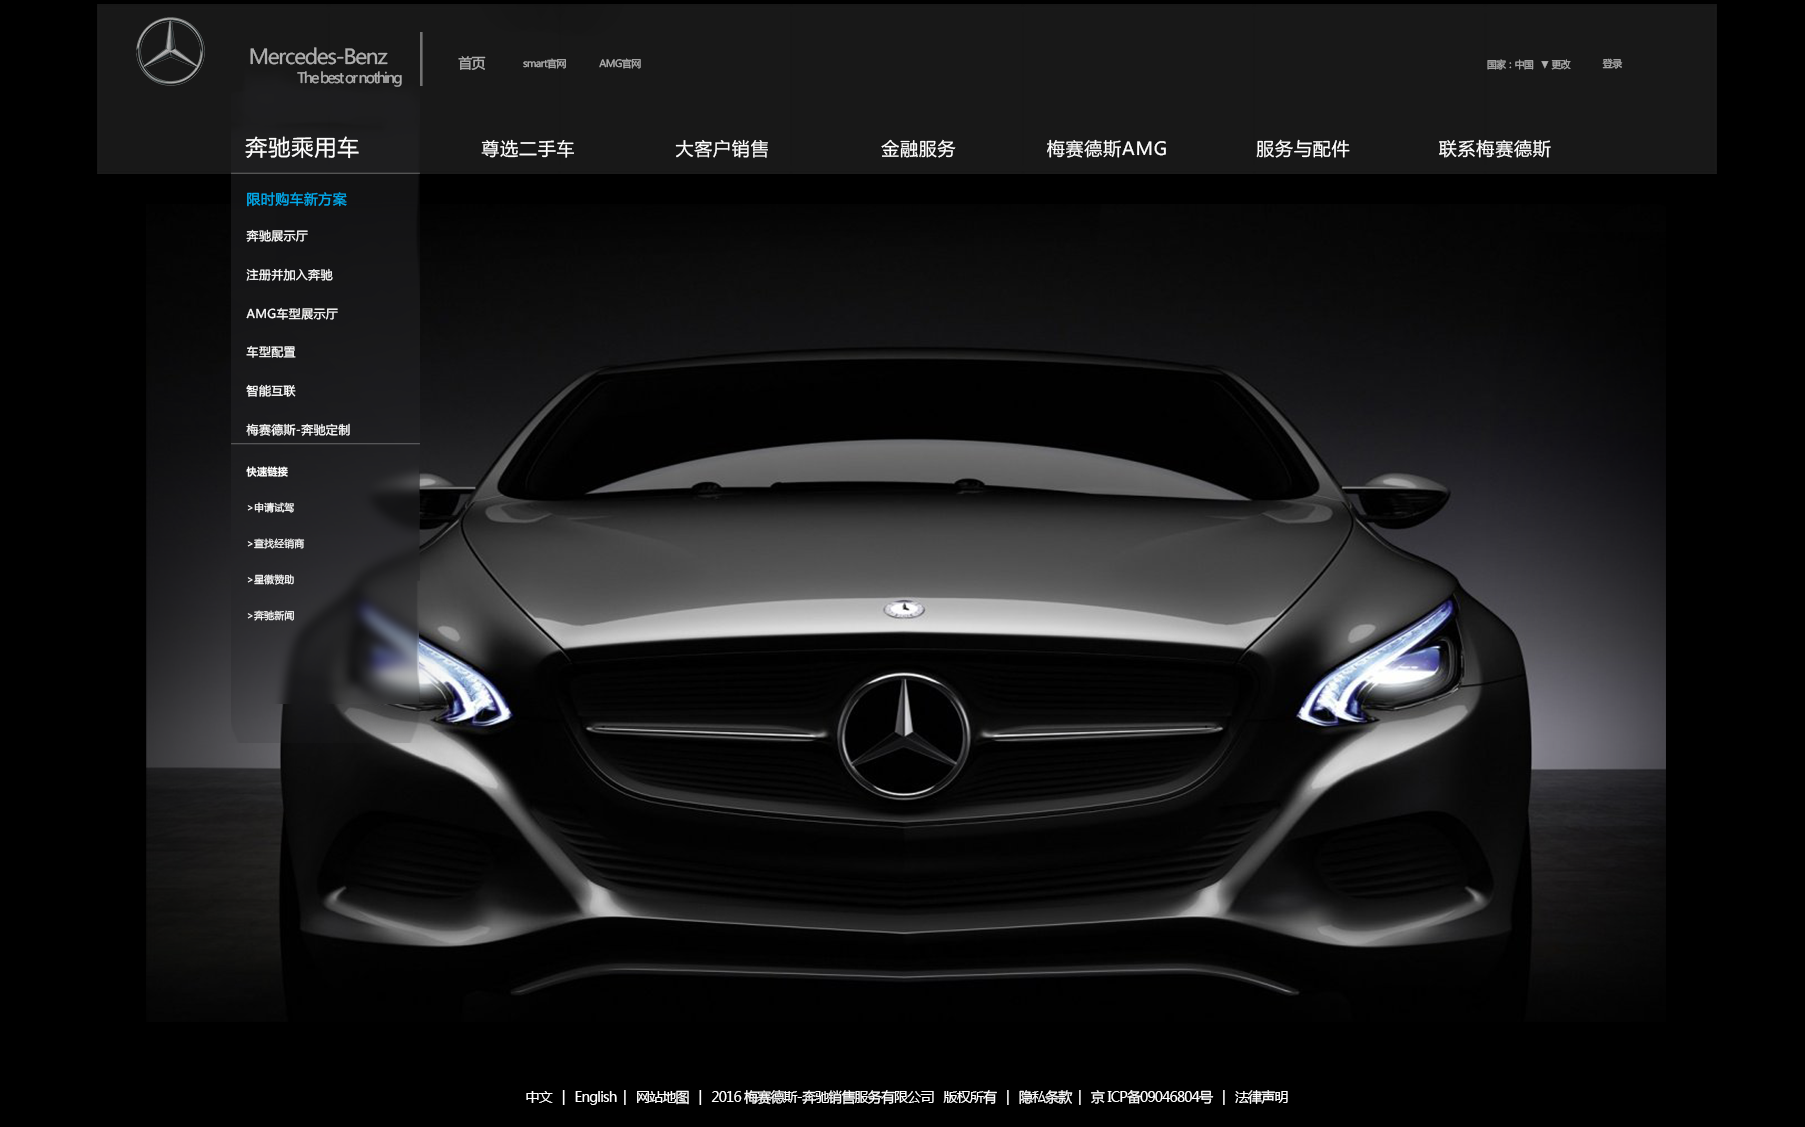 Mercedes-Benz
The best or nothing
首页 smart官网 AMG官网
国家：中国 ▼更改 登录
奔驰乘用车 尊选二手车 大客户销售 金融服务 梅赛德斯AMG 服务与配件 联系梅赛德斯
限时购车新方案
奔驰展示厅
注册并加入奔驰
AMG车型展示厅
车型配置
智能互联
梅赛德斯-奔驰定制
快速链接
>申请试驾
>查找经销商
>星徽赞助
>奔驰新闻
中文 | English | 网站地图 | 2016 梅赛德斯-奔驰销售服务有限公司 版权所有 | 隐私条款 | 京 ICP备09046804号 | 法律声明